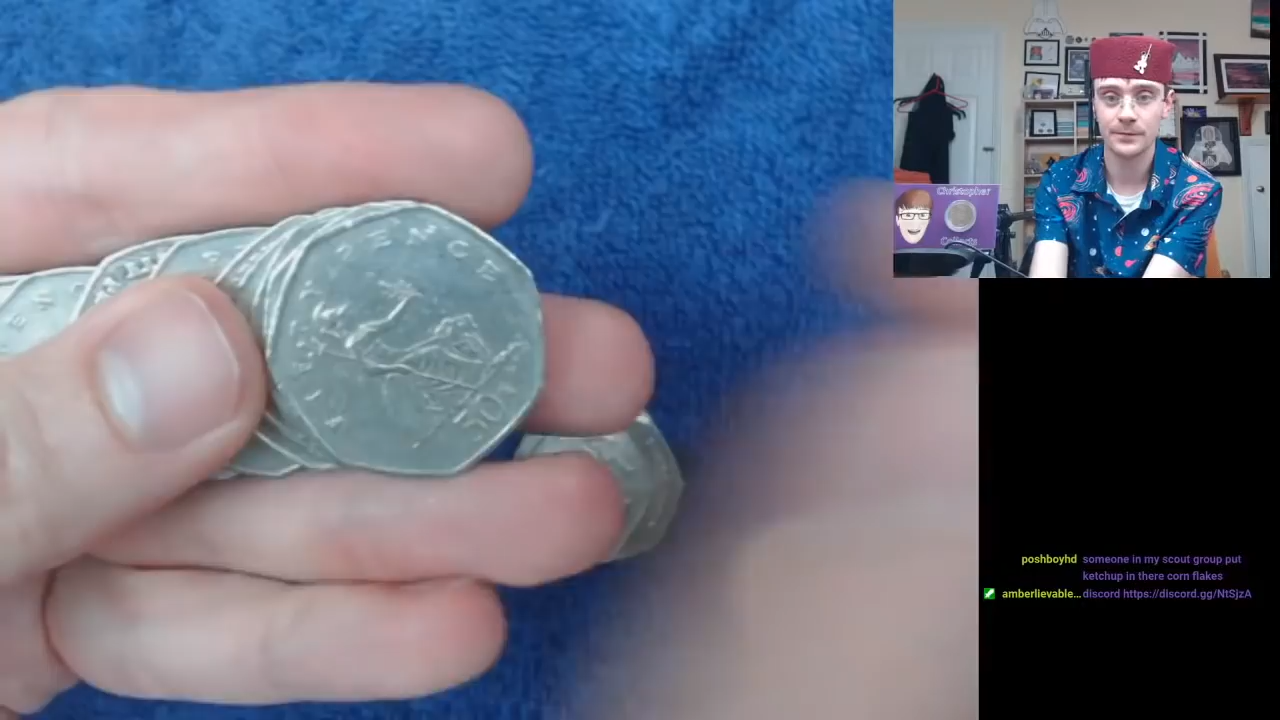 PENCE
Christopher
Collects
poshboyhd someone in my scout group put
ketchup in there corn flakes
amberlievable... discord https://discord.gg/NtSjzA